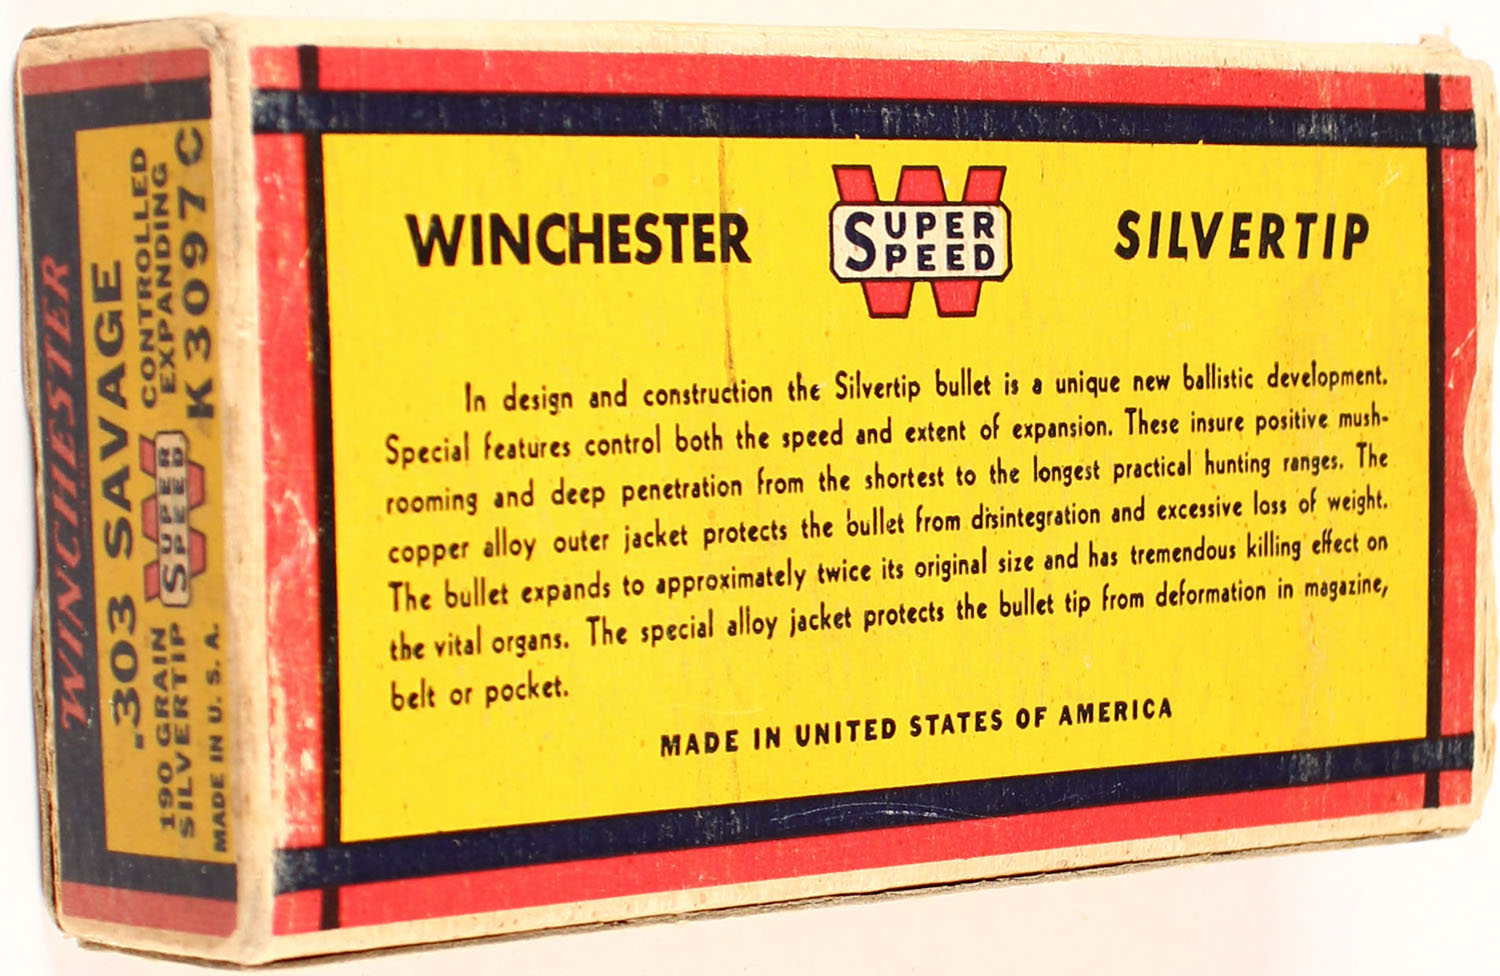 WINCHESTER
.303 SAVAGE
190 GRAIN
SILVERTIP
SUPER
SPEED
CONTROLLED
EXPANDING
MADE IN U. S. A.
K 3097 C
WINCHESTER
SUPER
SPEED
SILVERTIP
In design and construction the Silvertip bullet is a unique new ballistic development.
Special features control both the speed and extent of expansion. These insure positive mush-
rooming and deep penetration from the shortest to the longest practical hunting ranges. The
copper alloy outer jacket protects the bullet from disintegration and excessive loss of weight.
The bullet expands to approximately twice its original size and has tremendous killing effect on
the vital organs. The special alloy jacket protects the bullet tip from deformation in magazine,
belt or pocket.
MADE IN UNITED STATES OF AMERICA